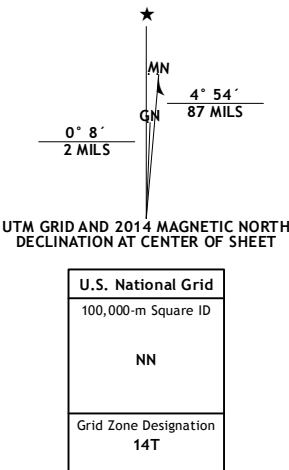 MN
4° 54´
87 MILS
GN
0° 8´
2 MILS
UTM GRID AND 2014 MAGNETIC NORTH
DECLINATION AT CENTER OF SHEET
U.S. National Grid
100,000-m Square ID
NN
Grid Zone Designation
14T